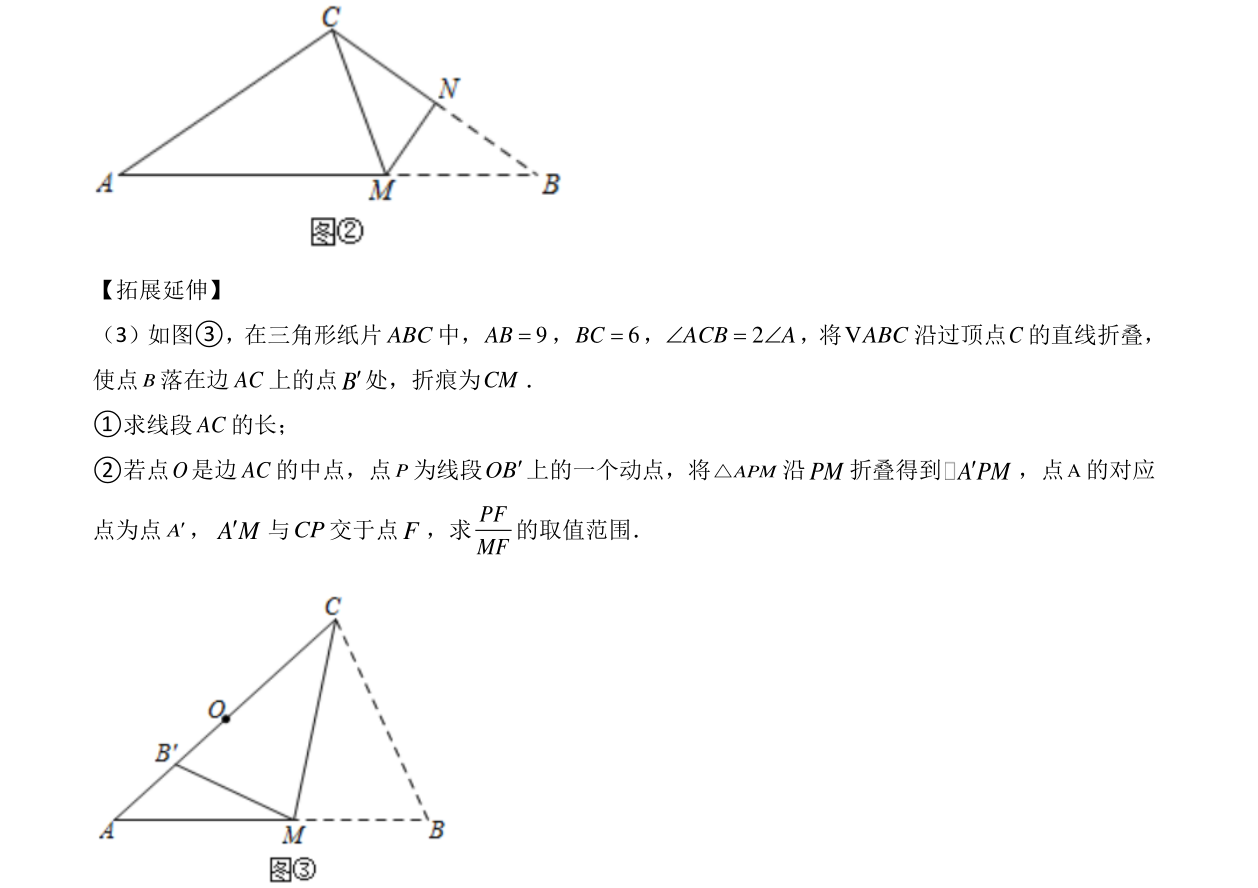 C
N
A
M
B
图②
【拓展延伸】
（3）如图③，在三角形纸片ABC中，AB=9，BC=6，∠ACB=2∠A，将VABC沿过顶点C的直线折叠，
使点B落在边AC上的点B′处，折痕为CM．
①求线段AC的长；
②若点O是边AC的中点，点P为线段OB′上的一个动点，将△APM沿PM折叠得到▯A′PM，点A的对应
点为点A′，A′M与CP交于点F，求PF/MF的取值范围．
C
O
B′
A
M
B
图③